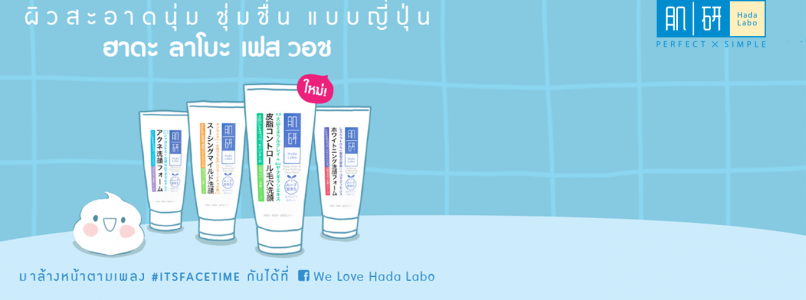 ผิวสะอาดนุ่ม ชุ่มชื่น แบบญี่ปุ่น
ฮาดะ ลาโบะ เฟส วอช
肌 研
Hada
Labo
PERFECT × SIMPLE
ใหม่!
アクネ洗顔フォーム
スーシングマイルド洗顔
皮脂コントロール毛穴洗顔
ホワイトニング洗顔フォーム
มาล้างหน้าตามเพลง #ITSFACETIME กันได้ที่ We Love Hada Labo